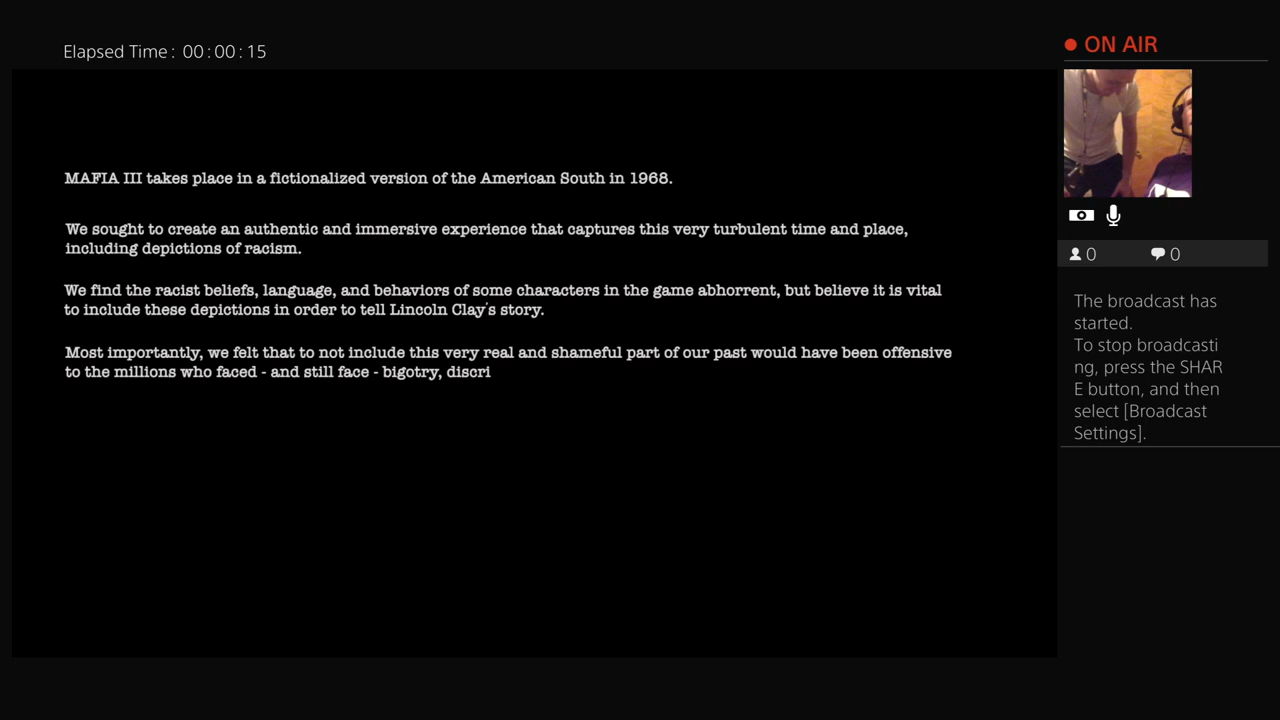 Elapsed Time: 00:00:15
ON AIR
MAFIA III takes place in a fictionalized version of the American South in 1968.
We sought to create an authentic and immersive experience that captures this very turbulent time and place,
including depictions of racism.
We find the racist beliefs, language, and behaviors of some characters in the game abhorrent, but believe it is vital
to include these depictions in order to tell Lincoln Clay's story.
Most importantly, we felt that to not include this very real and shameful part of our past would have been offensive
to the millions who faced - and still face - bigotry, discri
0
0
The broadcast has
started.
To stop broadcasti
ng, press the SHAR
E button, and then
select [Broadcast
Settings].